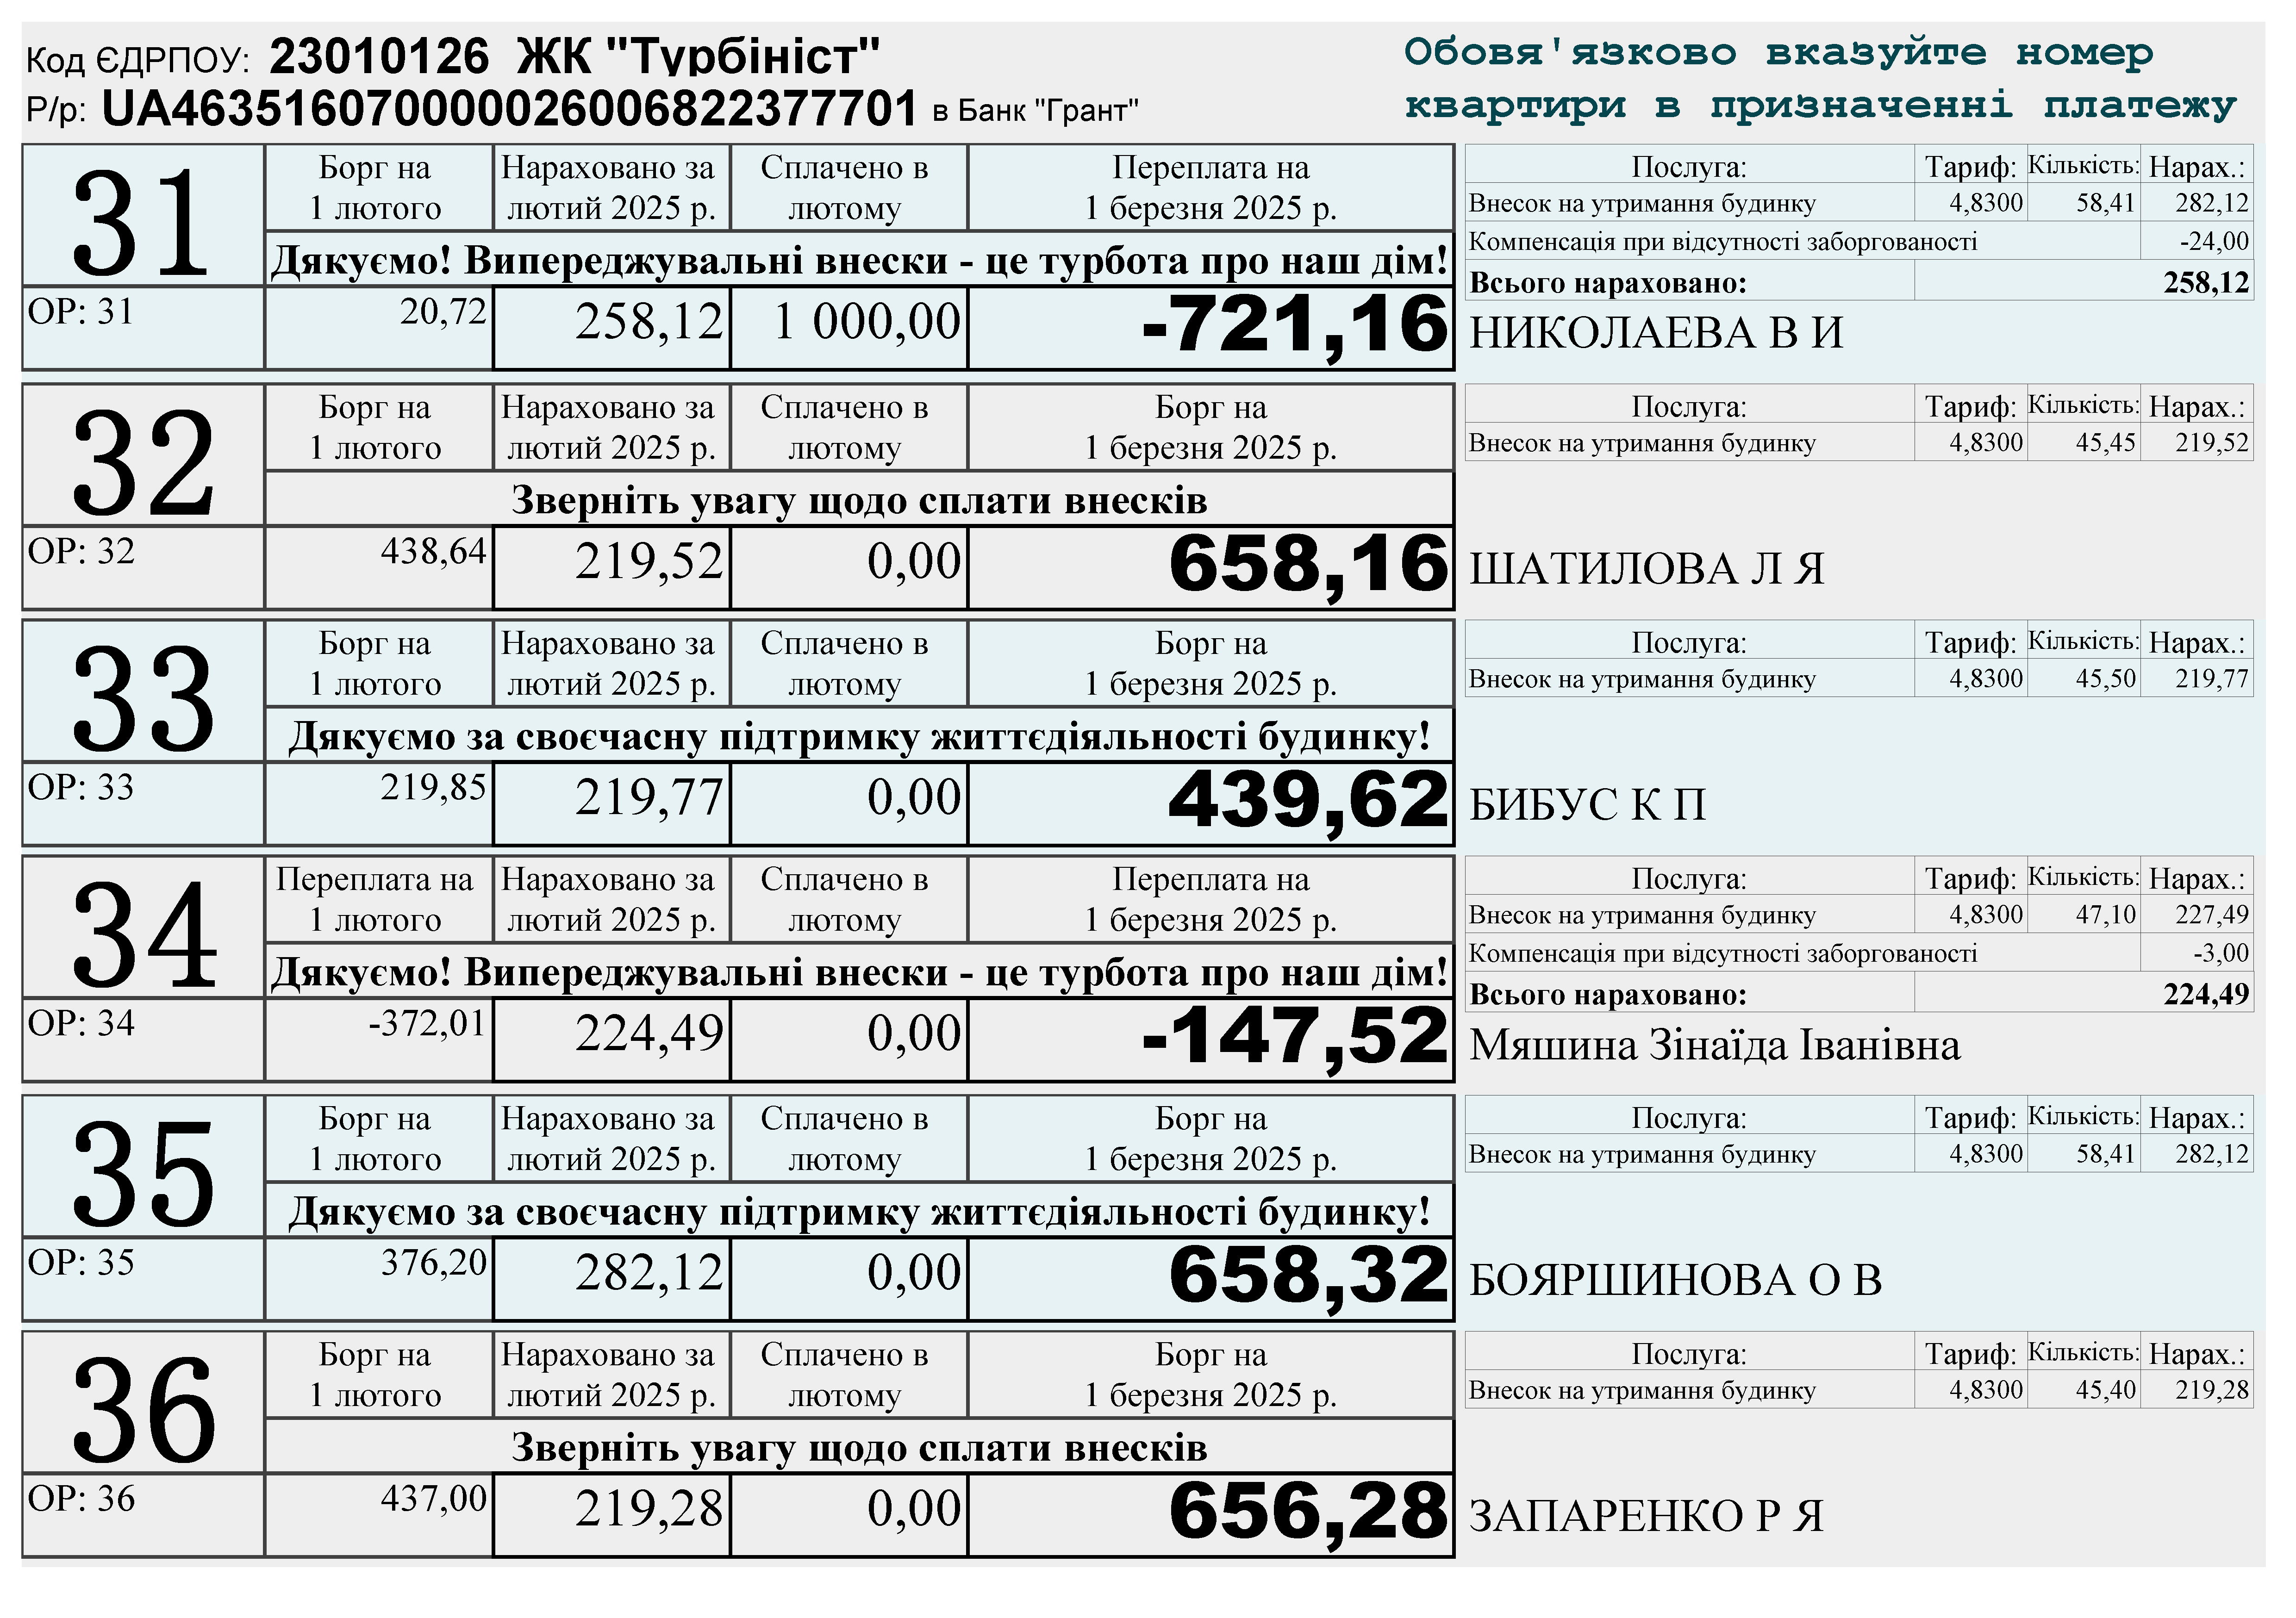 Код ЄДРПОУ: 23010126 ЖК "Турбініст"
Р/р: UA463516070000026006822377701 в Банк "Грант"
Обовя'язково вказуйте номер
квартири в призначенні платежу
31
Борг на
1 лютого
Нараховано за
лютий 2025 р.
Сплачено в
лютому
Переплата на
1 березня 2025 р.
Дякуємо! Випереджувальні внески - це турбота про наш дім!
ОР: 31 20,72 258,12 1 000,00 -721,16
Послуга: Тариф: Кількість: Нарах.:
Внесок на утримання будинку 4,8300 58,41 282,12
Компенсація при відсутності заборгованості -24,00
Всього нараховано: 258,12
НИКОЛАЕВА В И
32
Борг на
1 лютого
Нараховано за
лютий 2025 р.
Сплачено в
лютому
Борг на
1 березня 2025 р.
Зверніть увагу щодо сплати внесків
ОР: 32 438,64 219,52 0,00 658,16
Послуга: Тариф: Кількість: Нарах.:
Внесок на утримання будинку 4,8300 45,45 219,52
ШАТИЛОВА Л Я
33
Борг на
1 лютого
Нараховано за
лютий 2025 р.
Сплачено в
лютому
Борг на
1 березня 2025 р.
Дякуємо за своєчасну підтримку життєдіяльності будинку!
ОР: 33 219,85 219,77 0,00 439,62
Послуга: Тариф: Кількість: Нарах.:
Внесок на утримання будинку 4,8300 45,50 219,77
БИБУС К П
34
Переплата на
1 лютого
Нараховано за
лютий 2025 р.
Сплачено в
лютому
Переплата на
1 березня 2025 р.
Дякуємо! Випереджувальні внески - це турбота про наш дім!
ОР: 34 -372,01 224,49 0,00 -147,52
Послуга: Тариф: Кількість: Нарах.:
Внесок на утримання будинку 4,8300 47,10 227,49
Компенсація при відсутності заборгованості -3,00
Всього нараховано: 224,49
Мяшина Зінаїда Іванівна
35
Борг на
1 лютого
Нараховано за
лютий 2025 р.
Сплачено в
лютому
Борг на
1 березня 2025 р.
Дякуємо за своєчасну підтримку життєдіяльності будинку!
ОР: 35 376,20 282,12 0,00 658,32
Послуга: Тариф: Кількість: Нарах.:
Внесок на утримання будинку 4,8300 58,41 282,12
БОЯРШИНОВА О В
36
Борг на
1 лютого
Нараховано за
лютий 2025 р.
Сплачено в
лютому
Борг на
1 березня 2025 р.
Зверніть увагу щодо сплати внесків
ОР: 36 437,00 219,28 0,00 656,28
Послуга: Тариф: Кількість: Нарах.:
Внесок на утримання будинку 4,8300 45,40 219,28
ЗАПАРЕНКО Р Я